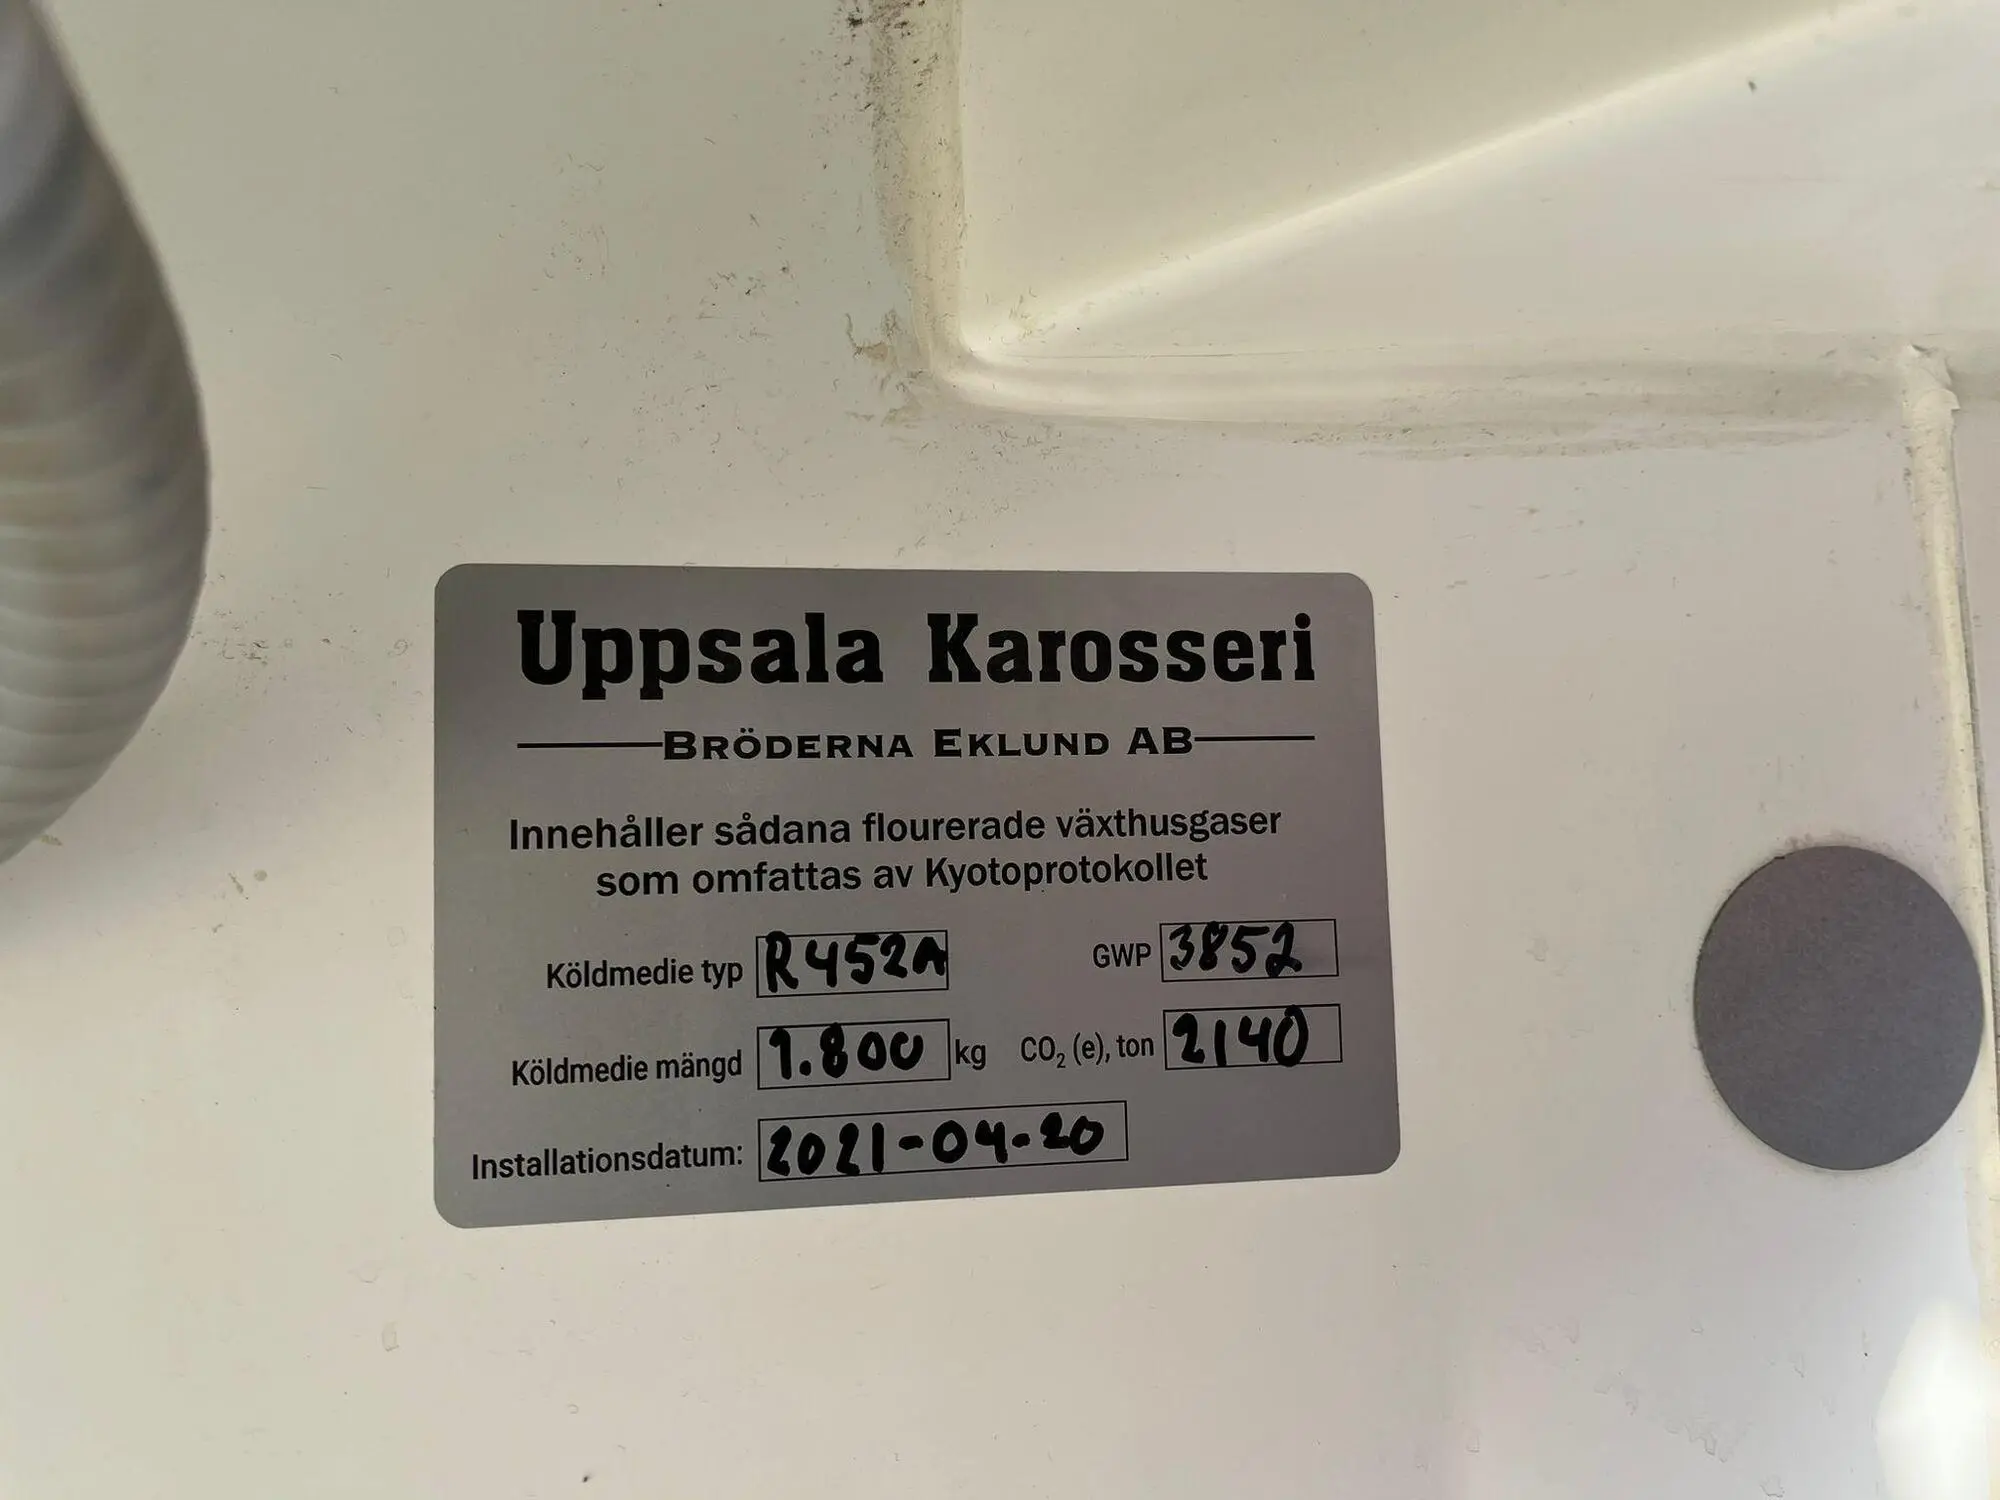 Uppsala Karosseri
BRÖDERNA EKLUND AB
Innehåller sådana flourerade växthusgaser
som omfattas av Kyotoprotokollet
Köldmedie typ R452A GWP 3852
Köldmedie mängd 1.800 kg CO₂ (e), ton 2140
Installationsdatum: 2021-04-20